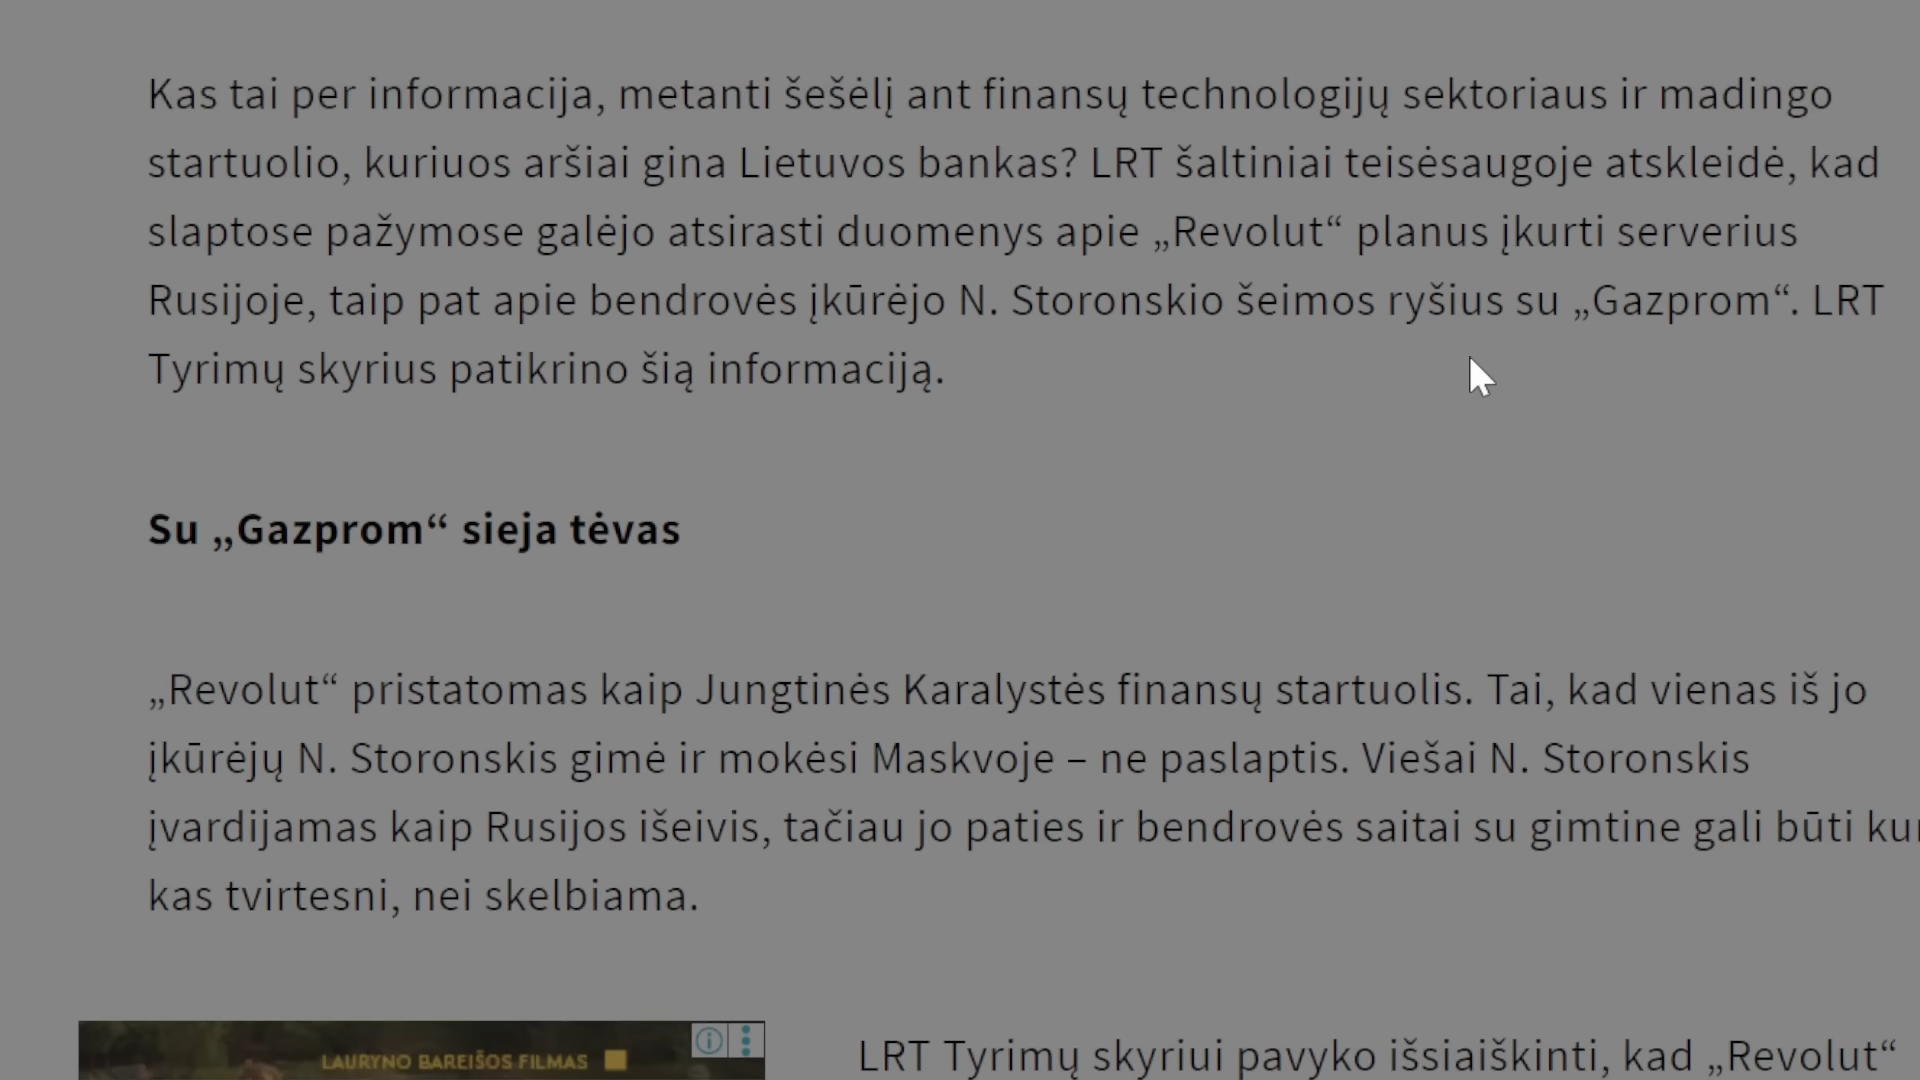 Kas tai per informacija, metanti šešėlį ant finansų technologijų sektoriaus ir madingo
startuolio, kuriuos aršiai gina Lietuvos bankas? LRT šaltiniai teisėsaugoje atskleidė, kad
slaptose pažymose galėjo atsirasti duomenys apie „Revolut“ planus įkurti serverius
Rusijoje, taip pat apie bendrovės įkūrėjo N. Storonskio šeimos ryšius su „Gazprom“. LRT
Tyrimų skyrius patikrino šią informaciją.
Su „Gazprom“ sieja tėvas
„Revolut“ pristatomas kaip Jungtinės Karalystės finansų startuolis. Tai, kad vienas iš jo
įkūrėjų N. Storonskis gimė ir mokėsi Maskvoje – ne paslaptis. Viešai N. Storonskis
įvardijamas kaip Rusijos išeivis, tačiau jo paties ir bendrovės saitai su gimtine gali būti
kas tvirtesni, nei skelbiama.
LAURYNO BAREIŠOS FILMAS
LRT Tyrimų skyriui pavyko išsiaiškinti, kad „Revolut“